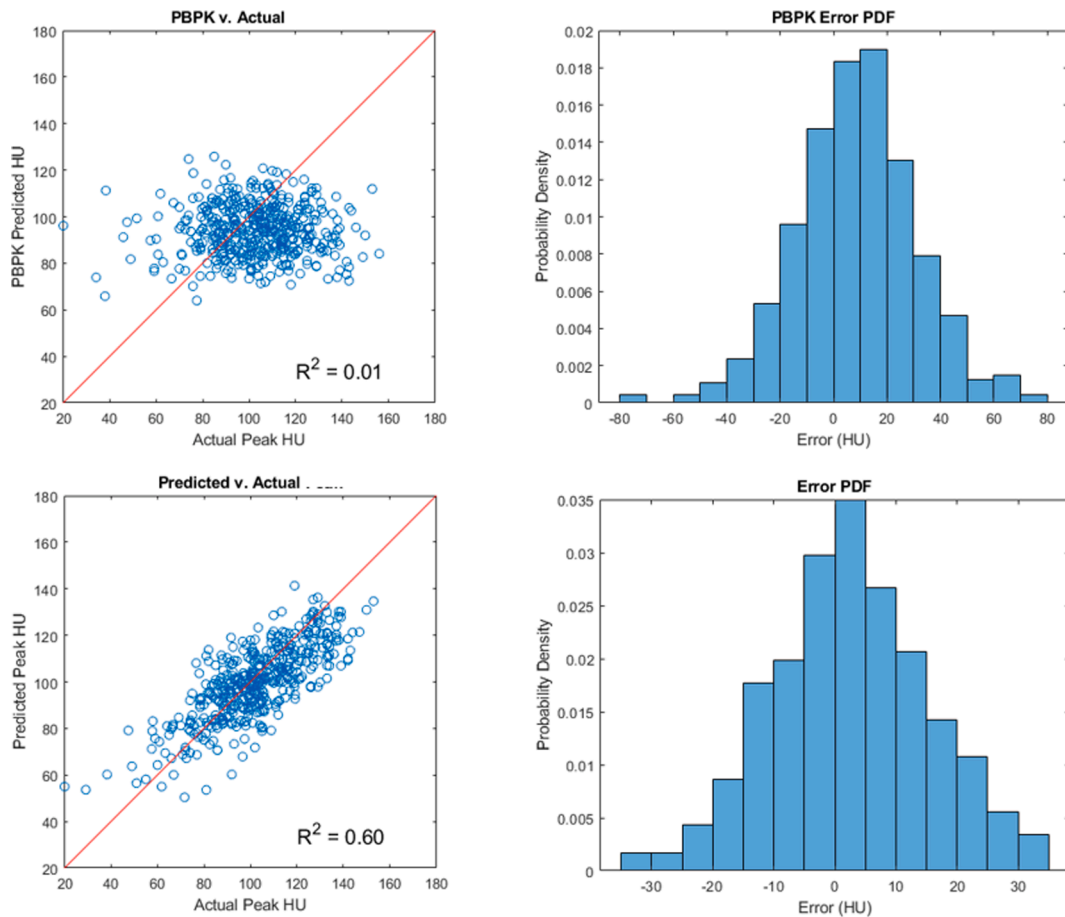 PBPK v. Actual
PBPK Predicted HU
180
160
140
120
100
80
60
40
20
R² = 0.01
20 40 60 80 100 120 140 160 180
Actual Peak HU
PBPK Error PDF
Probability Density
0.02
0.018
0.016
0.014
0.012
0.01
0.008
0.006
0.004
0.002
0
-80 -60 -40 -20 0 20 40 60 80
Error (HU)
Predicted v. Actual
Predicted Peak HU
180
160
140
120
100
80
60
40
20
R² = 0.60
20 40 60 80 100 120 140 160 180
Actual Peak HU
Error PDF
Probability Density
0.035
0.03
0.025
0.02
0.015
0.01
0.005
0
-30 -20 -10 0 10 20 30
Error (HU)